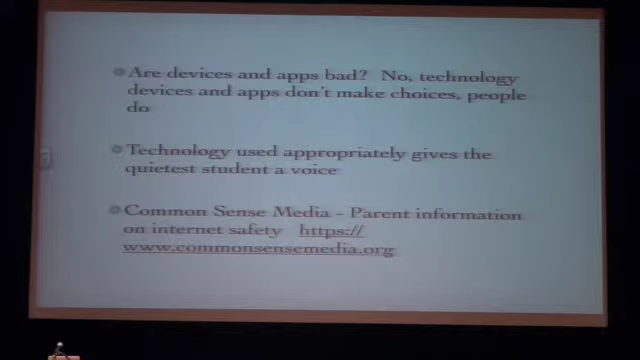 Are devices and apps bad? No, technology
devices and apps don't make choices, people
do
Technology used appropriately gives the
quietest student a voice
Common Sense Media - Parent information
on internet safety https://
www.commonsensemedia.org